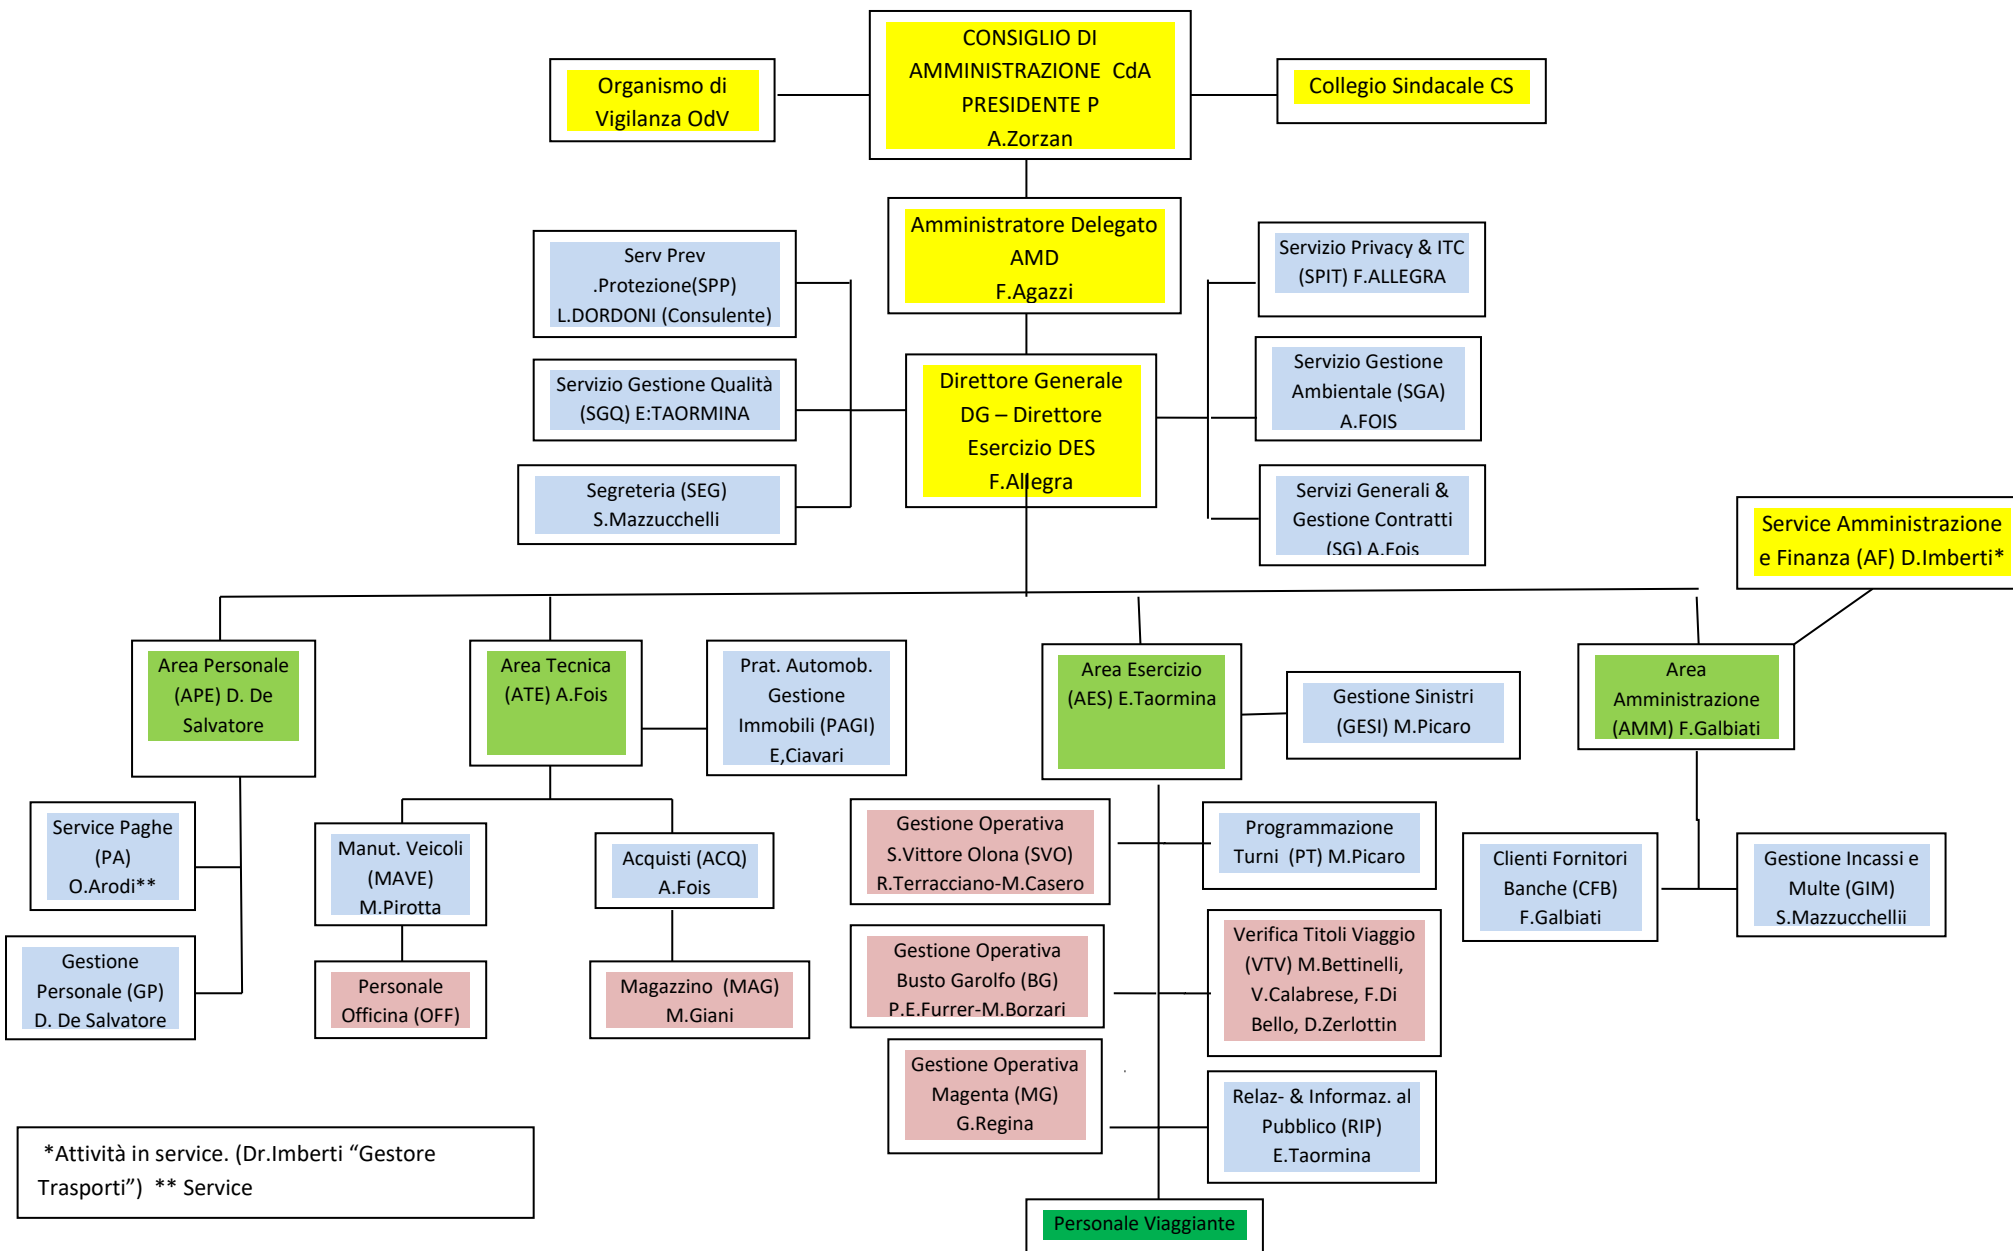 CONSIGLIO DI
AMMINISTRAZIONE CdA
PRESIDENTE P
A.Zorzan
Organismo di
Vigilanza OdV
Collegio Sindacale CS
Amministratore Delegato
AMD
F.Agazzi
Serv Prev
.Protezione(SPP)
L.DORDONI (Consulente)
Servizio Privacy & ITC
(SPIT) F.ALLEGRA
Servizio Gestione Qualità
(SGQ) E:TAORMINA
Direttore Generale
DG – Direttore
Esercizio DES
F.Allegra
Servizio Gestione
Ambientale (SGA)
A.FOIS
Segreteria (SEG)
S.Mazzucchelli
Servizi Generali &
Gestione Contratti
(SG) A.Fois
Service Amministrazione
e Finanza (AF) D.Imberti*
Area Personale
(APE) D. De
Salvatore
Area Tecnica
(ATE) A.Fois
Prat. Automob.
Gestione
Immobili (PAGI)
E,Ciavari
Area Esercizio
(AES) E.Taormina
Gestione Sinistri
(GESI) M.Picaro
Area
Amministrazione
(AMM) F.Galbiati
Service Paghe
(PA)
O.Arodi**
Manut. Veicoli
(MAVE)
M.Pirotta
Acquisti (ACQ)
A.Fois
Gestione Operativa
S.Vittore Olona (SVO)
R.Terracciano-M.Casero
Programmazione
Turni (PT) M.Picaro
Clienti Fornitori
Banche (CFB)
F.Galbiati
Gestione Incassi e
Multe (GIM)
S.Mazzucchellii
Gestione
Personale (GP)
D. De Salvatore
Personale
Officina (OFF)
Magazzino (MAG)
M.Giani
Gestione Operativa
Busto Garolfo (BG)
P.E.Furrer-M.Borzari
Verifica Titoli Viaggio
(VTV) M.Bettinelli,
V.Calabrese, F.Di
Bello, D.Zerlottin
Gestione Operativa
Magenta (MG)
G.Regina
Relaz- & Informaz. al
Pubblico (RIP)
E.Taormina
*Attività in service. (Dr.Imberti “Gestore
Trasporti”) ** Service
Personale Viaggiante